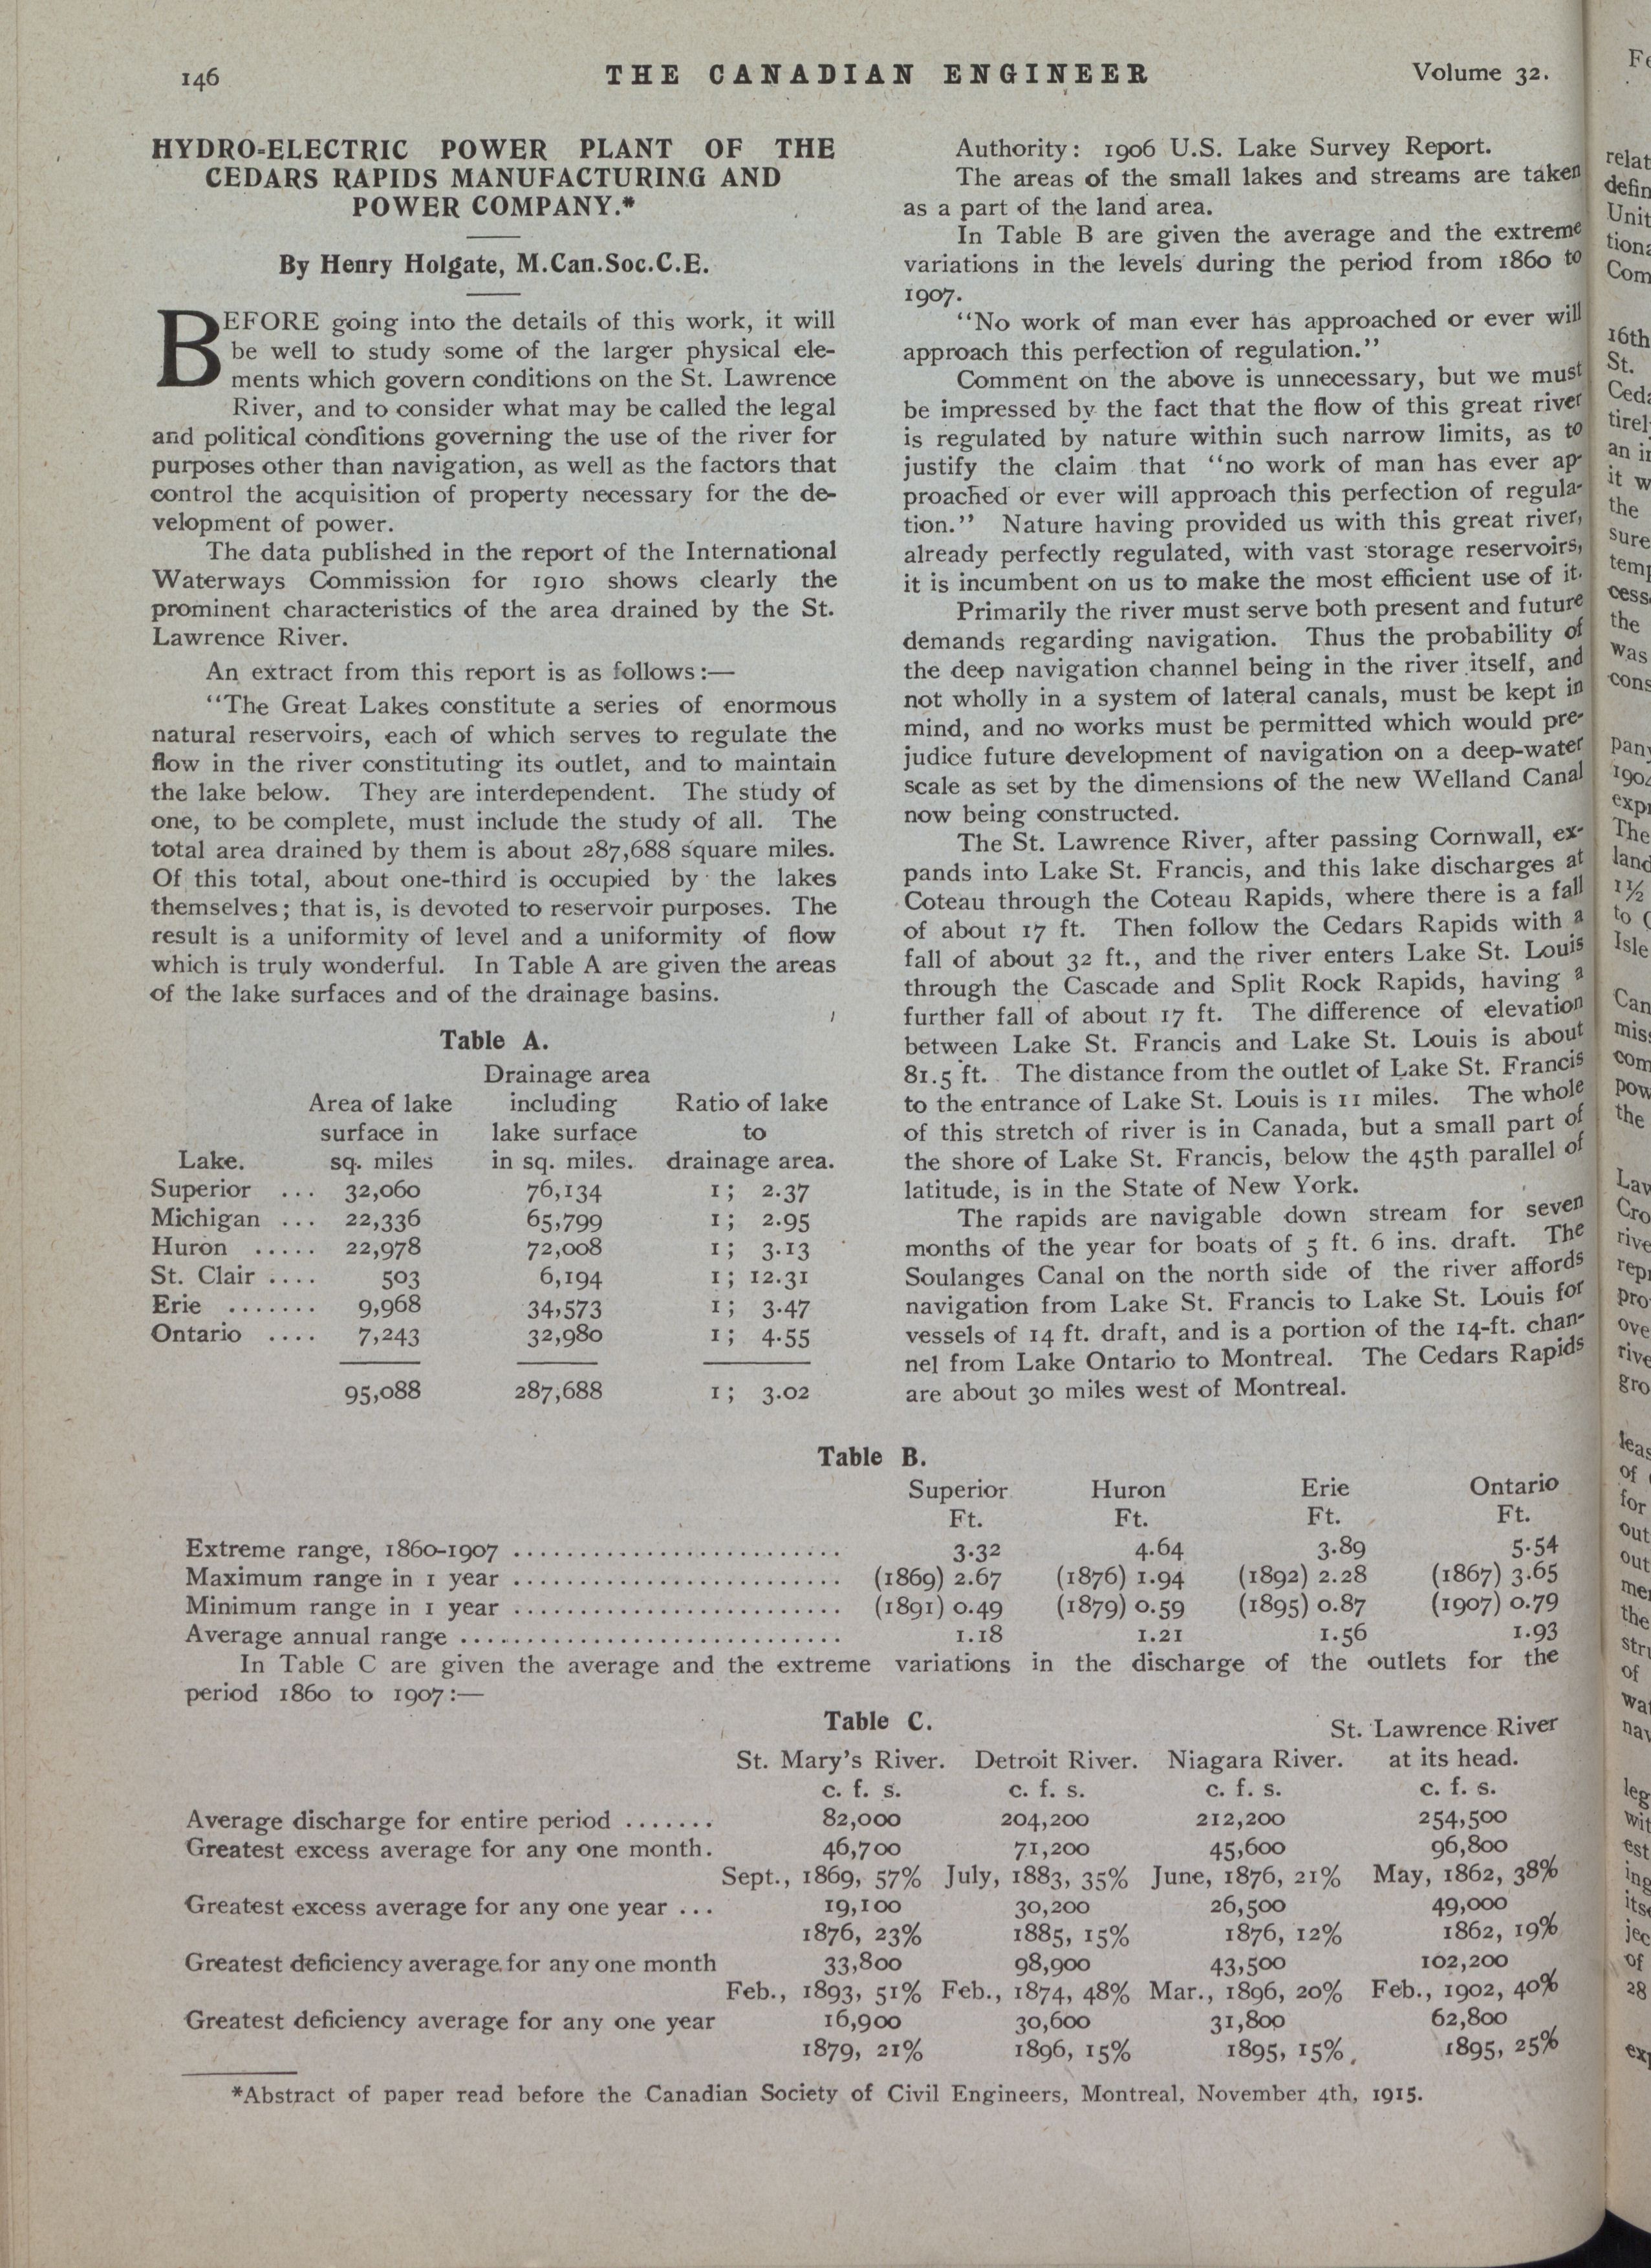 146
THE CANADIAN ENGINEER
Volume 32.
HYDRO-ELECTRIC POWER PLANT OF THE
CEDARS RAPIDS MANUFACTURING AND
POWER COMPANY.*
By Henry Holgate, M.Can.Soc.C.E.
BEFORE going into the details of this work, it will
be well to study some of the larger physical ele-
ments which govern conditions on the St. Lawrence
River, and to consider what may be called the legal
and political conditions governing the use of the river for
purposes other than navigation, as well as the factors that
control the acquisition of property necessary for the de-
velopment of power.
The data published in the report of the International
Waterways Commission for 1910 shows clearly the
prominent characteristics of the area drained by the St.
Lawrence River.
An extract from this report is as follows:—
"The Great Lakes constitute a series of enormous
natural reservoirs, each of which serves to regulate the
flow in the river constituting its outlet, and to maintain
the lake below. They are interdependent. The study of
one, to be complete, must include the study of all. The
total area drained by them is about 287,688 square miles.
Of this total, about one-third is occupied by the lakes
themselves; that is, is devoted to reservoir purposes. The
result is a uniformity of level and a uniformity of flow
which is truly wonderful. In Table A are given the areas
of the lake surfaces and of the drainage basins.
Table A.
Drainage area
Area of lake including Ratio of lake
surface in lake surface to
Lake. sq. miles in sq. miles. drainage area.
Superior ... 32,060 76,134 1; 2.37
Michigan ... 22,336 65,799 1; 2.95
Huron ..... 22,978 72,008 1; 3.13
St. Clair .... 503 6,194 1; 12.31
Erie ....... 9,968 34,573 1; 3.47
Ontario .... 7,243 32,980 1; 4.55
95,088 287,688 1; 3.02
Authority: 1906 U.S. Lake Survey Report.
The areas of the small lakes and streams are taken
as a part of the land area.
In Table B are given the average and the extreme
variations in the levels during the period from 1860 to
1907.
"No work of man ever has approached or ever will
approach this perfection of regulation."
Comment on the above is unnecessary, but we must
be impressed by the fact that the flow of this great river
is regulated by nature within such narrow limits, as to
justify the claim that "no work of man has ever ap-
proached or ever will approach this perfection of regula-
tion." Nature having provided us with this great river,
already perfectly regulated, with vast storage reservoirs,
it is incumbent on us to make the most efficient use of it.
Primarily the river must serve both present and future
demands regarding navigation. Thus the probability of
the deep navigation channel being in the river itself, and
not wholly in a system of lateral canals, must be kept in
mind, and no works must be permitted which would pre-
judice future development of navigation on a deep-water
scale as set by the dimensions of the new Welland Canal
now being constructed.
The St. Lawrence River, after passing Cornwall, ex-
pands into Lake St. Francis, and this lake discharges at
Coteau through the Coteau Rapids, where there is a fall
of about 17 ft. Then follow the Cedars Rapids with a
fall of about 32 ft., and the river enters Lake St. Louis
through the Cascade and Split Rock Rapids, having a
further fall of about 17 ft. The difference of elevation
between Lake St. Francis and Lake St. Louis is about
81.5 ft. The distance from the outlet of Lake St. Francis
to the entrance of Lake St. Louis is 11 miles. The whole
of this stretch of river is in Canada, but a small part of
the shore of Lake St. Francis, below the 45th parallel of
latitude, is in the State of New York.
The rapids are navigable down stream for seven
months of the year for boats of 5 ft. 6 ins. draft. The
Soulanges Canal on the north side of the river affords
navigation from Lake St. Francis to Lake St. Louis for
vessels of 14 ft. draft, and is a portion of the 14-ft. chan-
nel from Lake Ontario to Montreal. The Cedars Rapids
are about 30 miles west of Montreal.
Table B.
Superior Huron Erie Ontario
Ft. Ft. Ft. Ft.
Extreme range, 1860-1907 ......................... 3.32 4.64 3.89 5.54
Maximum range in 1 year ......................... (1869) 2.67 (1876) 1.94 (1892) 2.28 (1867) 3.65
Minimum range in 1 year ......................... (1891) 0.49 (1879) 0.59 (1895) 0.87 (1907) 0.79
Average annual range ............................. 1.18 1.21 1.56 1.93
In Table C are given the average and the extreme variations in the discharge of the outlets for the
period 1860 to 1907:—
Table C.
St. Lawrence River
St. Mary's River. Detroit River. Niagara River. at its head.
c. f. s. c. f. s. c. f. s. c. f. s.
Average discharge for entire period ....... 82,000 204,200 212,200 254,500
Greatest excess average for any one month. 46,700 71,200 45,600 96,800
Sept., 1869, 57% July, 1883, 35% June, 1876, 21% May, 1862, 38%
Greatest excess average for any one year ... 19,100 30,200 26,500 49,000
1876, 23% 1885, 15% 1876, 12% 1862, 19%
Greatest deficiency average for any one month 33,800 98,900 43,500 102,200
Feb., 1893, 51% Feb., 1874, 48% Mar., 1896, 20% Feb., 1902, 40%
Greatest deficiency average for any one year 16,900 30,600 31,800 62,800
1879, 21% 1896, 15% 1895, 15% 1895, 25%
*Abstract of paper read before the Canadian Society of Civil Engineers, Montreal, November 4th, 1915.